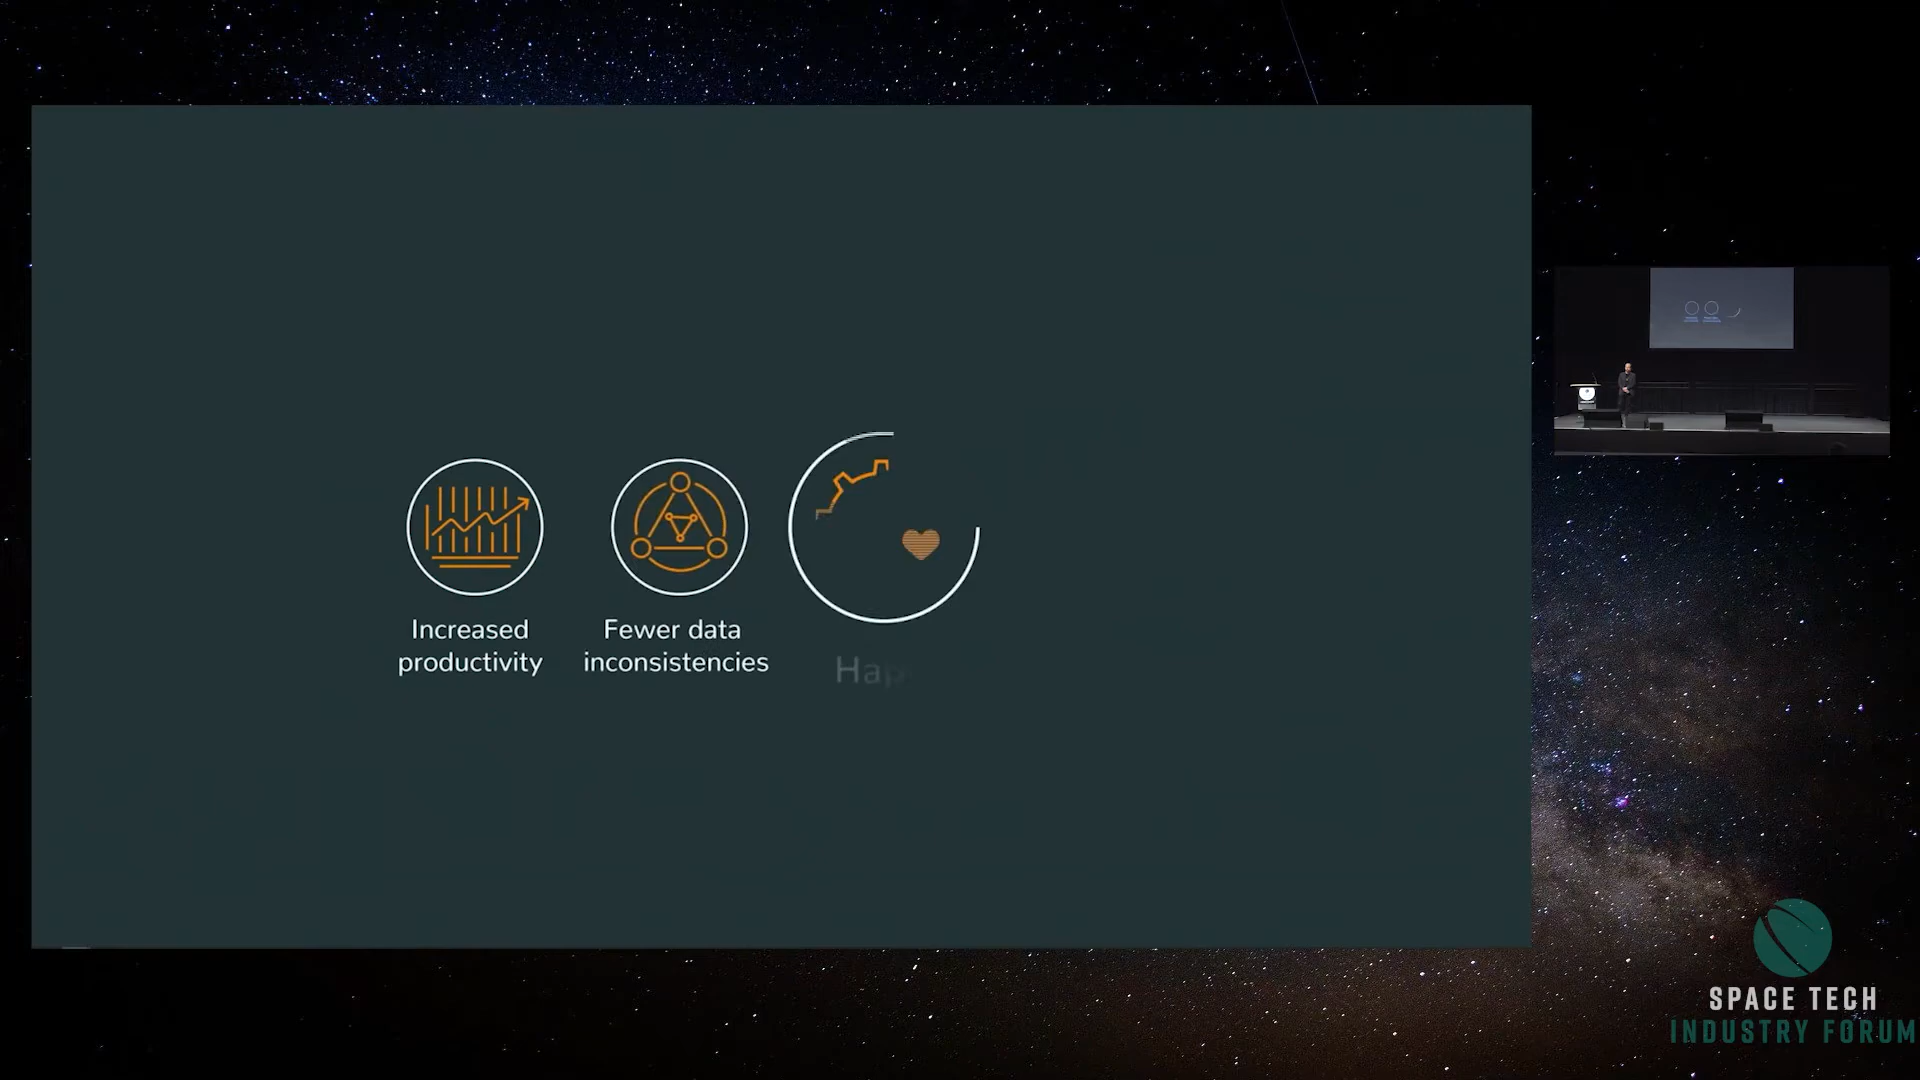 Increased
productivity
Fewer data
inconsistencies
SPACE TECH
INDUSTRY FORUM